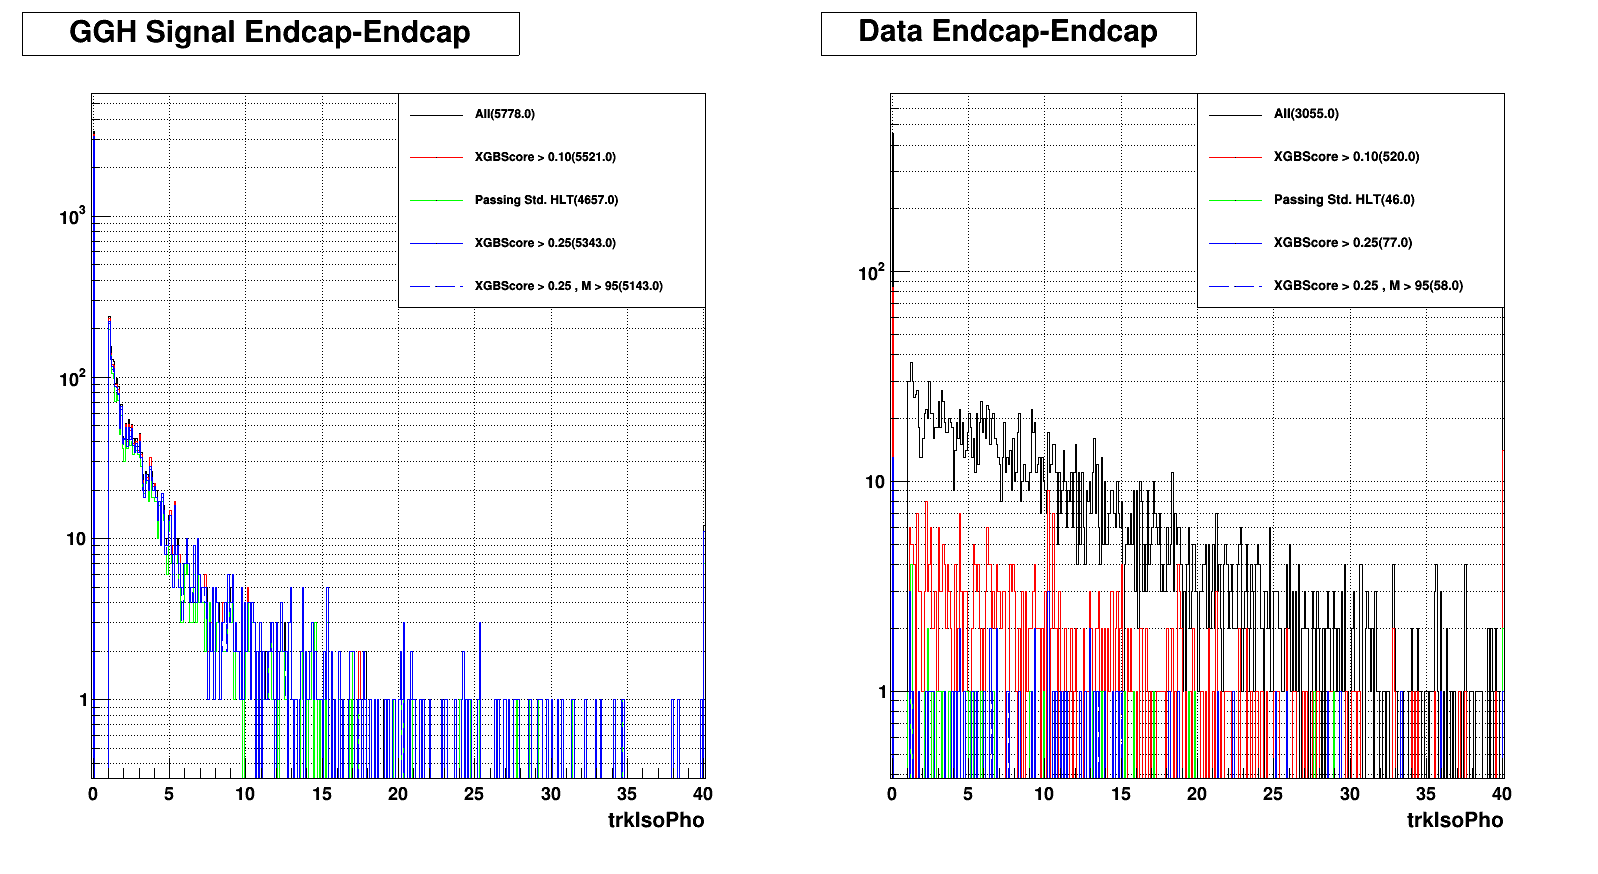 GGH Signal Endcap-Endcap
All(5778.0)
XGBScore > 0.10(5521.0)
Passing Std. HLT(4657.0)
XGBScore > 0.25(5343.0)
XGBScore > 0.25 , M > 95(5143.0)
10³
10²
10
1
0 5 10 15 20 25 30 35 40
trkIsoPho
Data Endcap-Endcap
All(3055.0)
XGBScore > 0.10(520.0)
Passing Std. HLT(46.0)
XGBScore > 0.25(77.0)
XGBScore > 0.25 , M > 95(58.0)
10²
10
1
0 5 10 15 20 25 30 35 40
trkIsoPho